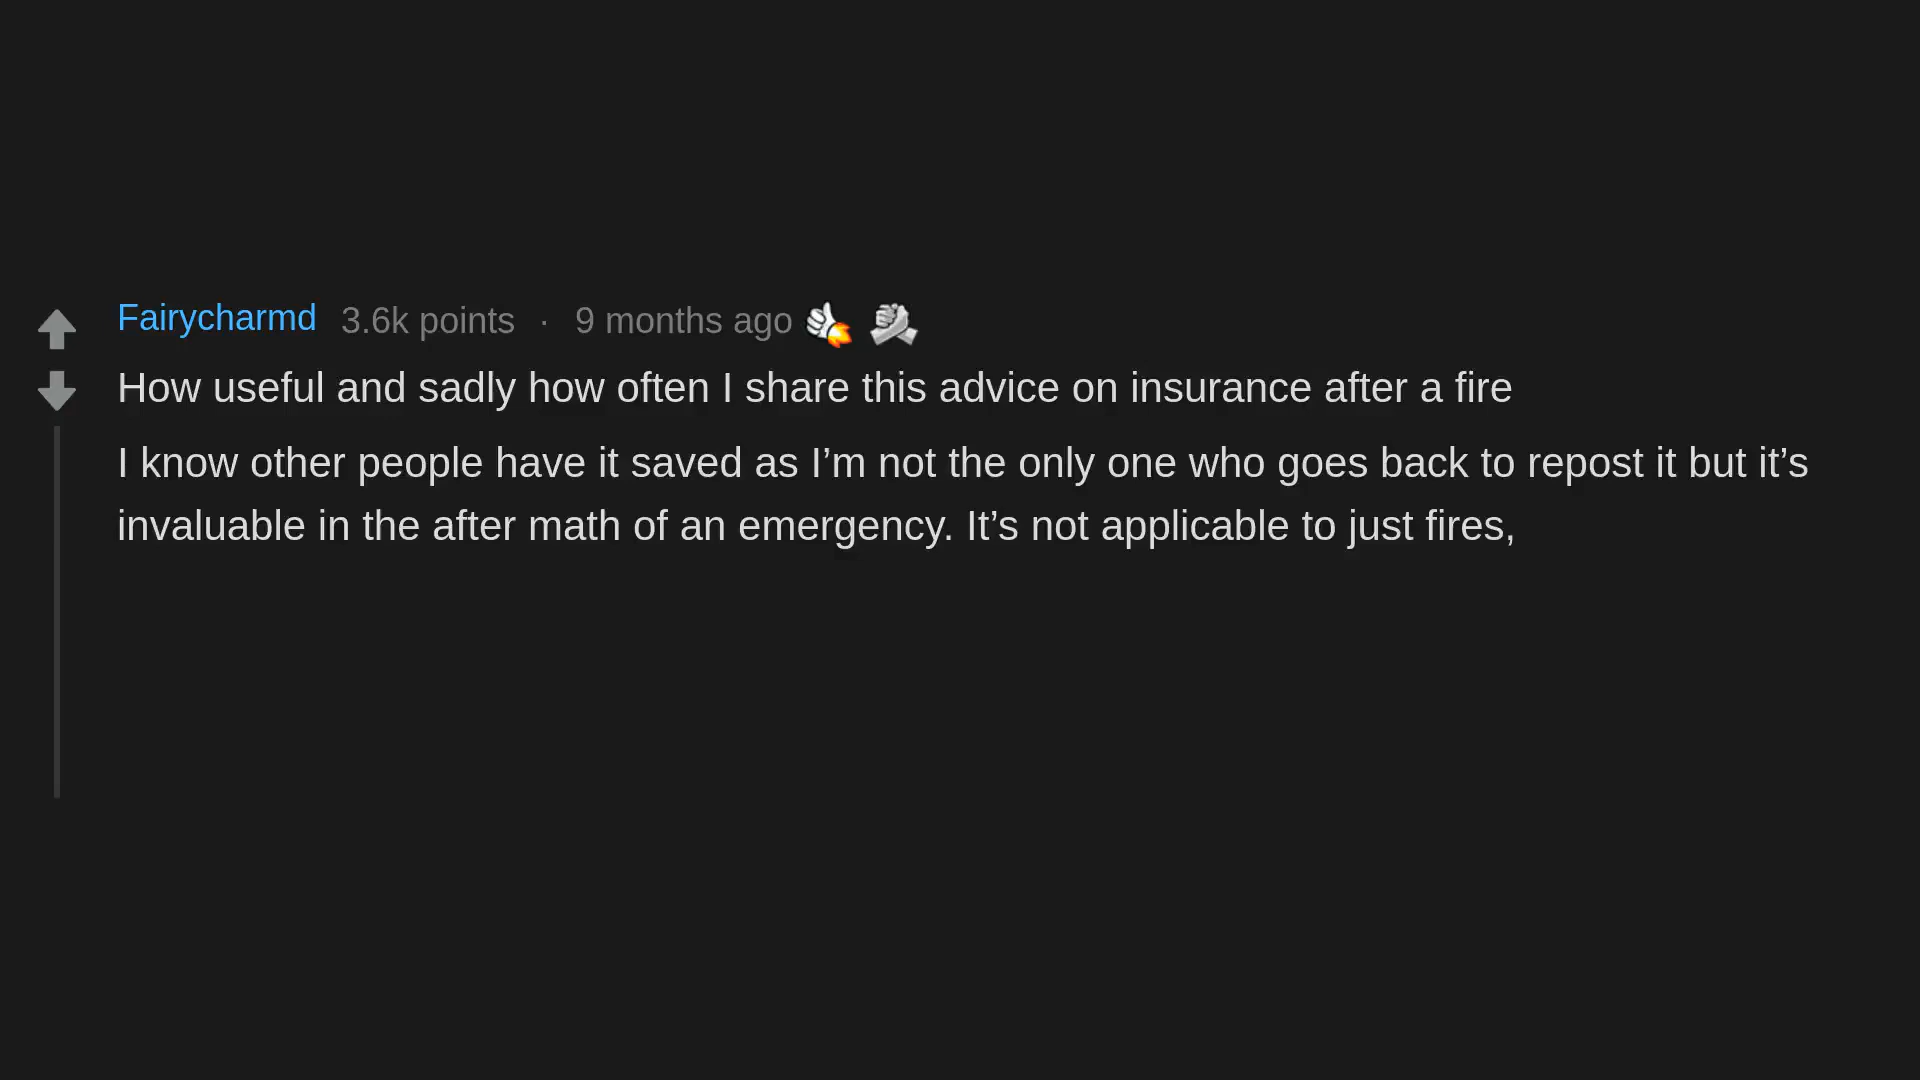 Fairycharmd 3.6k points · 9 months ago
How useful and sadly how often I share this advice on insurance after a fire
I know other people have it saved as I’m not the only one who goes back to repost it but it’s
invaluable in the after math of an emergency. It’s not applicable to just fires,